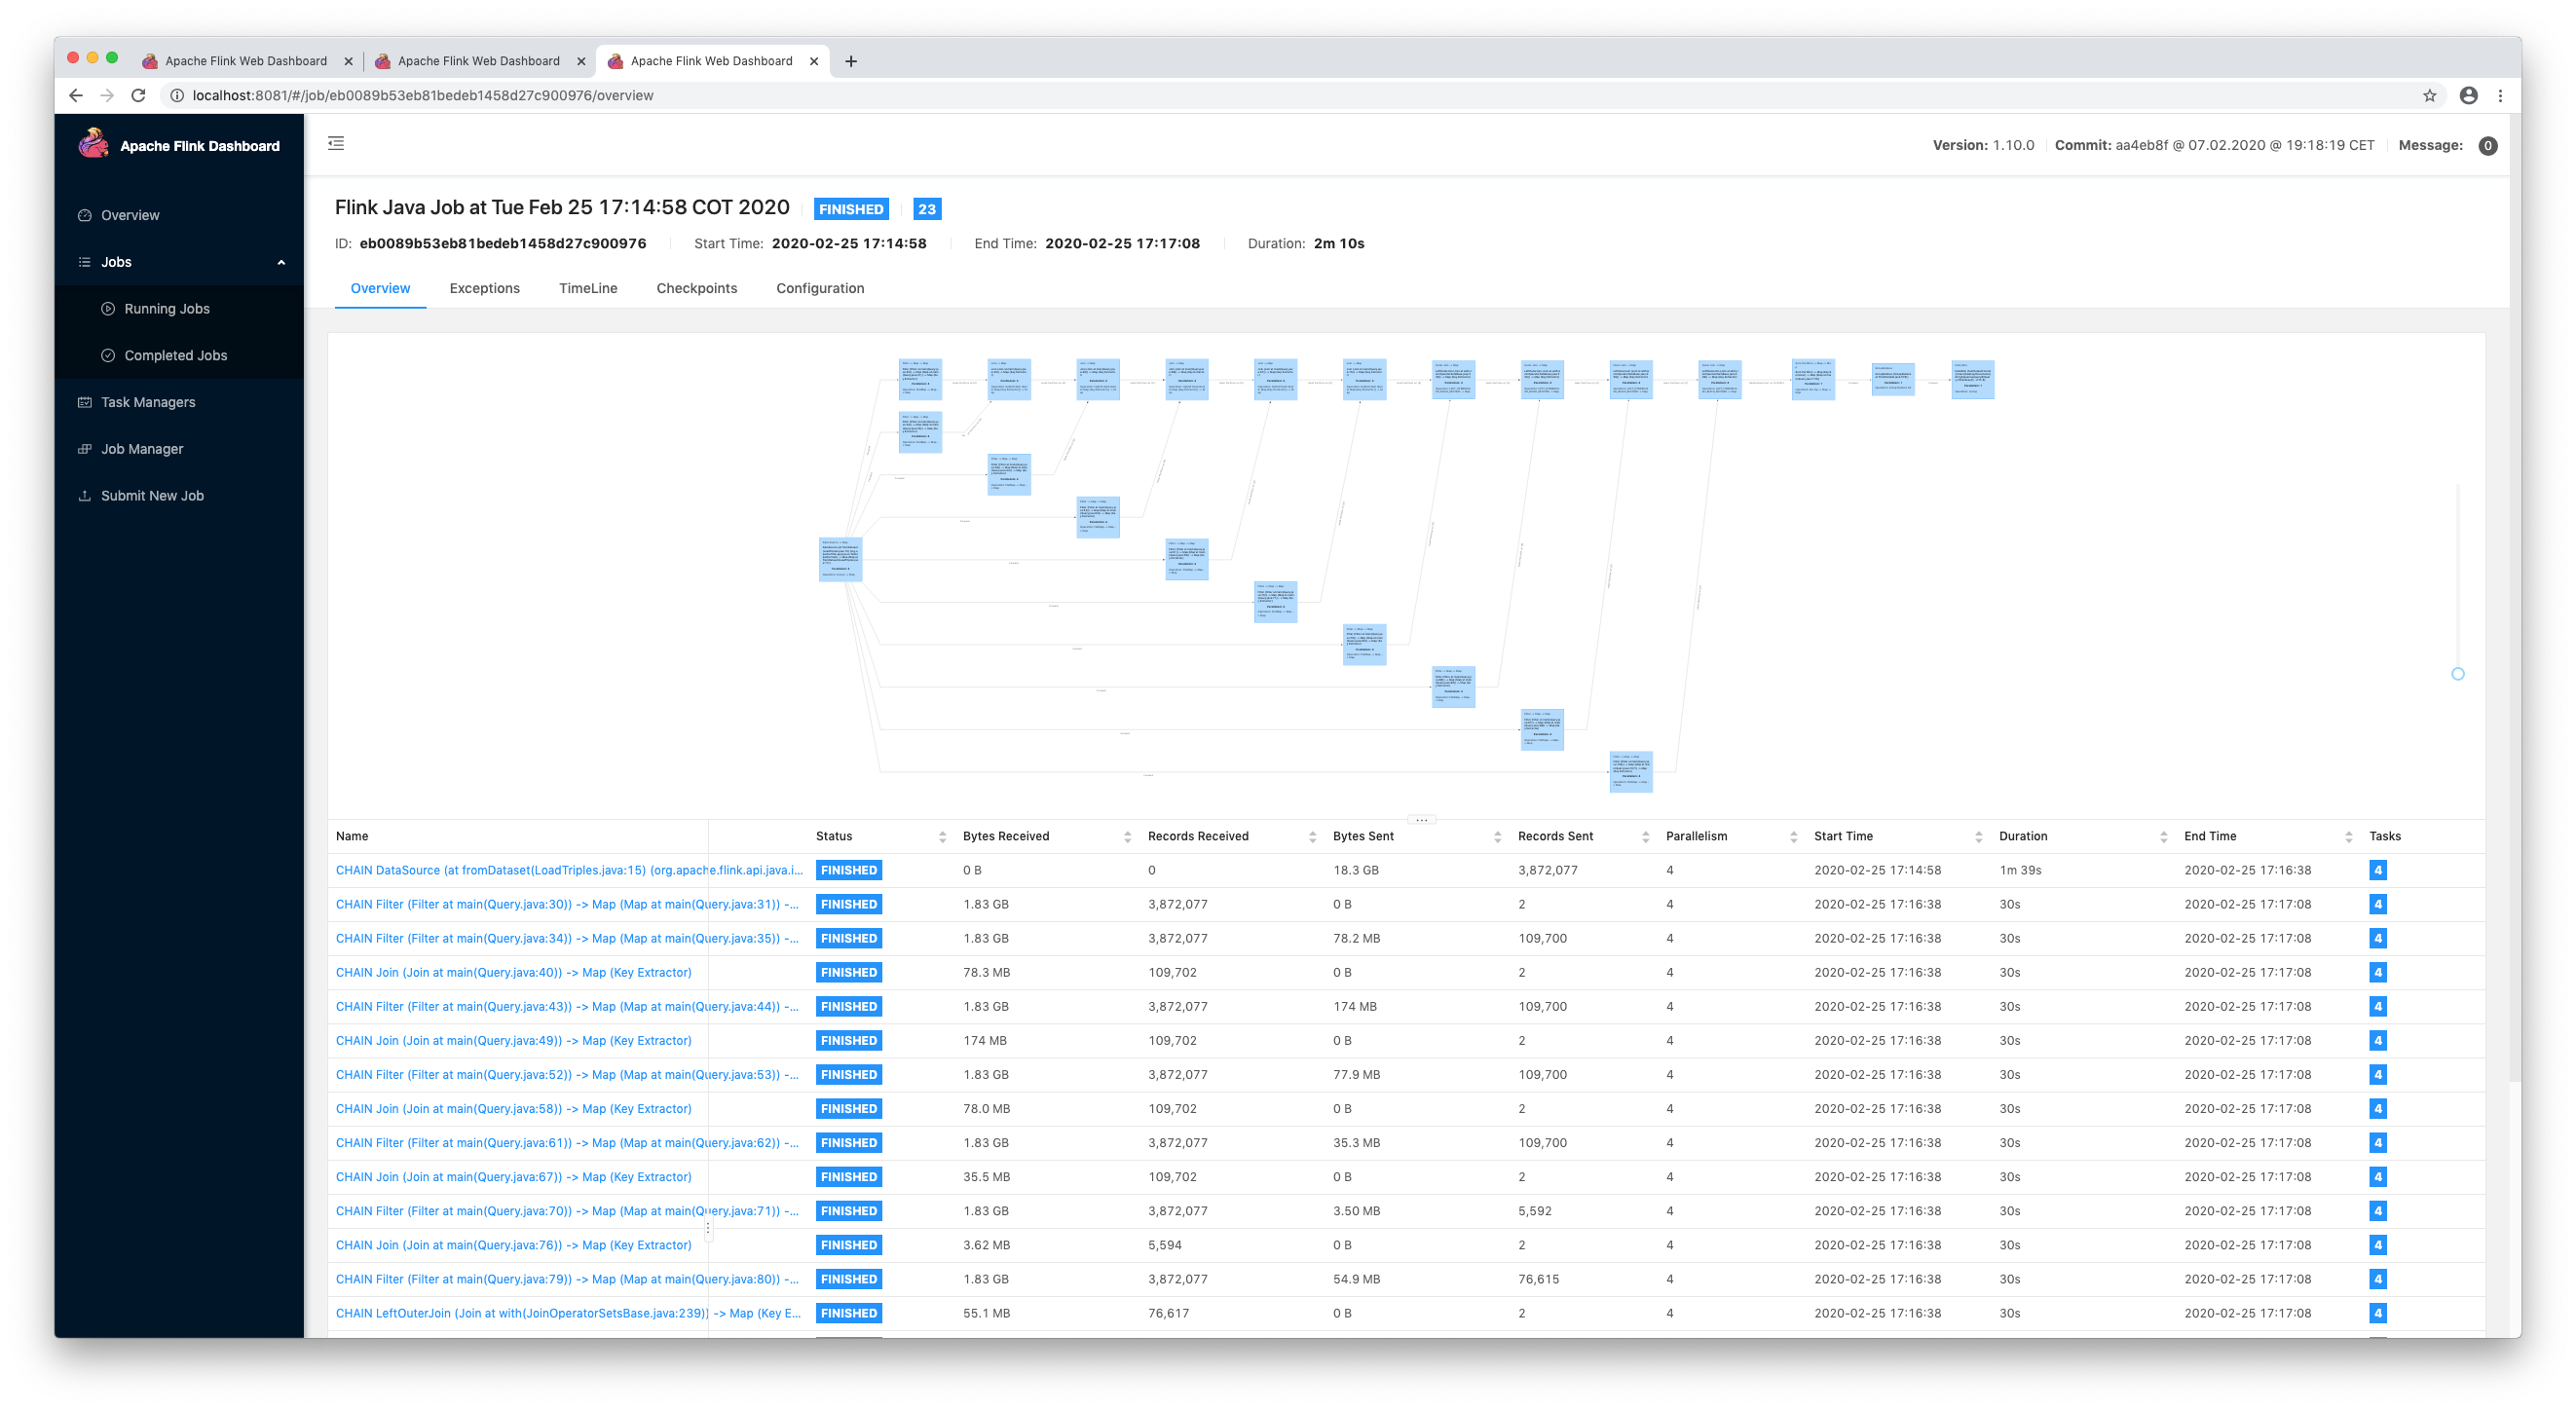 Apache Flink Web Dashboard
Apache Flink Web Dashboard
Apache Flink Web Dashboard
localhost:8081/#/job/eb0089b53eb81bedeb1458d27c900976/overview
Apache Flink Dashboard
Version: 1.10.0 Commit: aa4eb8f @ 07.02.2020 @ 19:18:19 CET Message: 0
Overview
Jobs
Running Jobs
Completed Jobs
Task Managers
Job Manager
Submit New Job
Flink Java Job at Tue Feb 25 17:14:58 COT 2020 FINISHED 23
ID: eb0089b53eb81bedeb1458d27c900976 Start Time: 2020-02-25 17:14:58 End Time: 2020-02-25 17:17:08 Duration: 2m 10s
Overview Exceptions TimeLine Checkpoints Configuration
Name Status Bytes Received Records Received Bytes Sent Records Sent Parallelism Start Time Duration End Time Tasks
CHAIN DataSource (at fromDataset(LoadTriples.java:15) (org.apache.flink.api.java.i... FINISHED 0 B 0 18.3 GB 3,872,077 4 2020-02-25 17:14:58 1m 39s 2020-02-25 17:16:38 4
CHAIN Filter (Filter at main(Query.java:30)) -> Map (Map at main(Query.java:31)) -... FINISHED 1.83 GB 3,872,077 0 B 2 4 2020-02-25 17:16:38 30s 2020-02-25 17:17:08 4
CHAIN Filter (Filter at main(Query.java:34)) -> Map (Map at main(Query.java:35)) -... FINISHED 1.83 GB 3,872,077 78.2 MB 109,700 4 2020-02-25 17:16:38 30s 2020-02-25 17:17:08 4
CHAIN Join (Join at main(Query.java:40)) -> Map (Key Extractor) FINISHED 78.3 MB 109,702 0 B 2 4 2020-02-25 17:16:38 30s 2020-02-25 17:17:08 4
CHAIN Filter (Filter at main(Query.java:43)) -> Map (Map at main(Query.java:44)) -... FINISHED 1.83 GB 3,872,077 174 MB 109,700 4 2020-02-25 17:16:38 30s 2020-02-25 17:17:08 4
CHAIN Join (Join at main(Query.java:49)) -> Map (Key Extractor) FINISHED 174 MB 109,702 0 B 2 4 2020-02-25 17:16:38 30s 2020-02-25 17:17:08 4
CHAIN Filter (Filter at main(Query.java:52)) -> Map (Map at main(Query.java:53)) -... FINISHED 1.83 GB 3,872,077 77.9 MB 109,700 4 2020-02-25 17:16:38 30s 2020-02-25 17:17:08 4
CHAIN Join (Join at main(Query.java:58)) -> Map (Key Extractor) FINISHED 78.0 MB 109,702 0 B 2 4 2020-02-25 17:16:38 30s 2020-02-25 17:17:08 4
CHAIN Filter (Filter at main(Query.java:61)) -> Map (Map at main(Query.java:62)) -... FINISHED 1.83 GB 3,872,077 35.3 MB 109,700 4 2020-02-25 17:16:38 30s 2020-02-25 17:17:08 4
CHAIN Join (Join at main(Query.java:67)) -> Map (Key Extractor) FINISHED 35.5 MB 109,702 0 B 2 4 2020-02-25 17:16:38 30s 2020-02-25 17:17:08 4
CHAIN Filter (Filter at main(Query.java:70)) -> Map (Map at main(Query.java:71)) -... FINISHED 1.83 GB 3,872,077 3.50 MB 5,592 4 2020-02-25 17:16:38 30s 2020-02-25 17:17:08 4
CHAIN Join (Join at main(Query.java:76)) -> Map (Key Extractor) FINISHED 3.62 MB 5,594 0 B 2 4 2020-02-25 17:16:38 30s 2020-02-25 17:17:08 4
CHAIN Filter (Filter at main(Query.java:79)) -> Map (Map at main(Query.java:80)) -... FINISHED 1.83 GB 3,872,077 54.9 MB 76,615 4 2020-02-25 17:16:38 30s 2020-02-25 17:17:08 4
CHAIN LeftOuterJoin (Join at with(JoinOperatorSetsBase.java:239)) -> Map (Key E... FINISHED 55.1 MB 76,617 0 B 2 4 2020-02-25 17:16:38 30s 2020-02-25 17:17:08 4